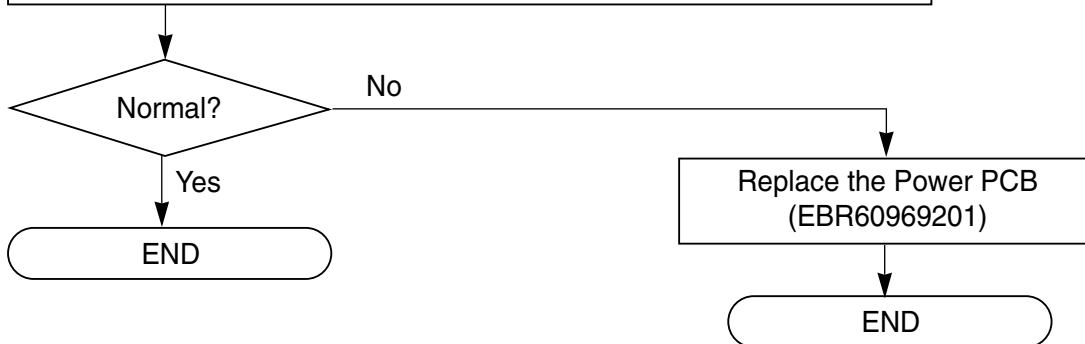 No
Normal?
Yes
Replace the Power PCB
(EBR60969201)
END
END